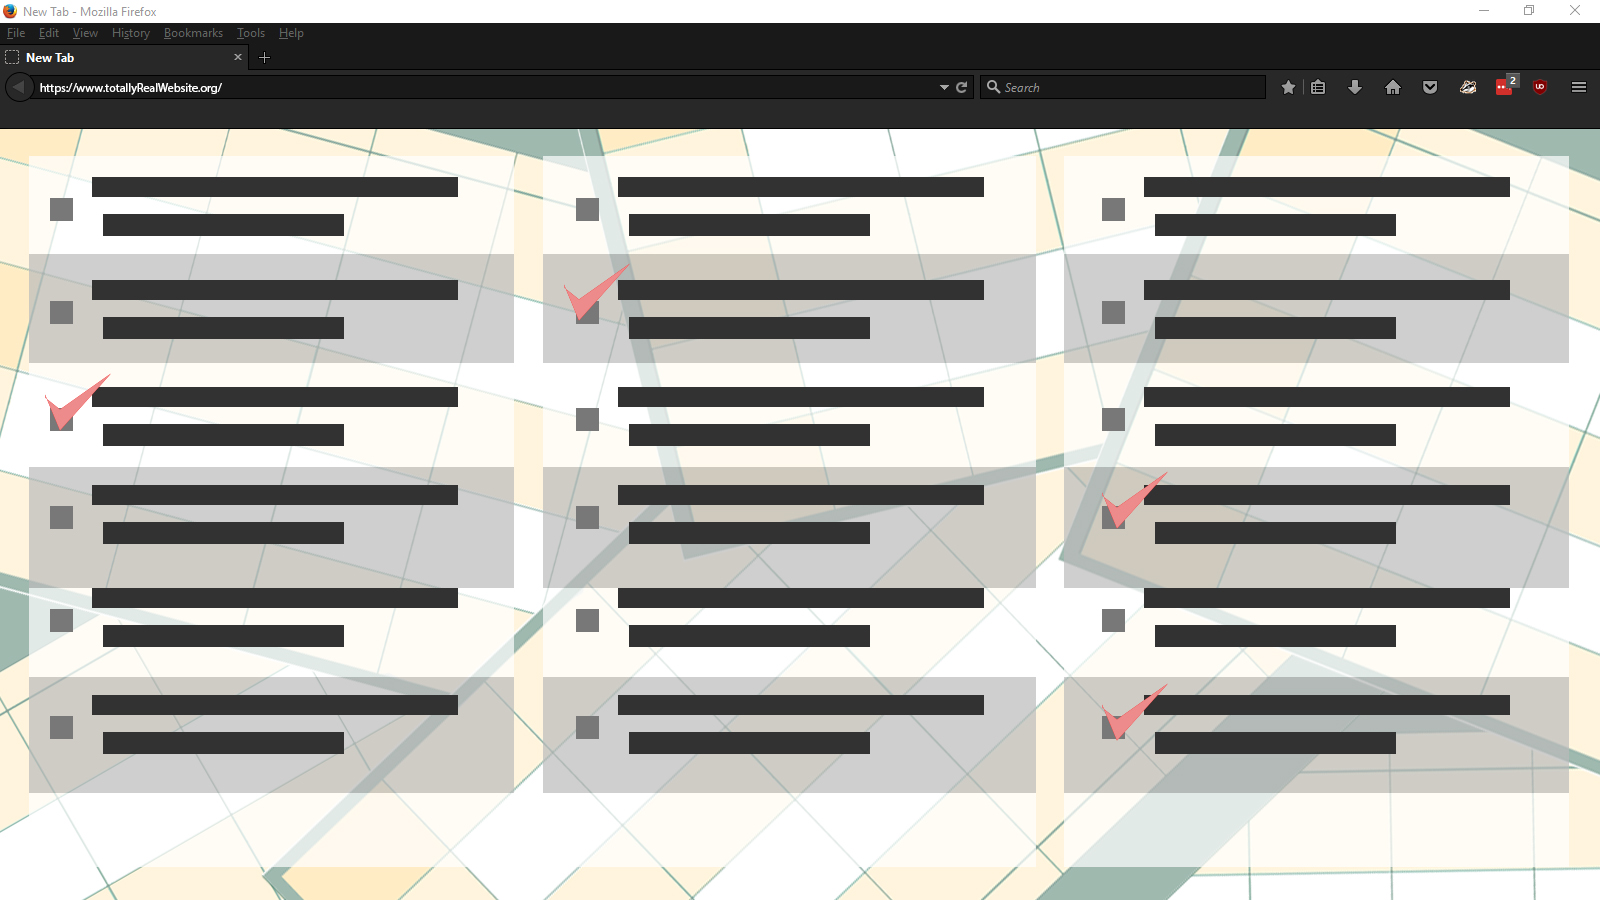 New Tab - Mozilla Firefox
File Edit View History Bookmarks Tools Help
New Tab
https://www.totallyRealWebsite.org/ Search 2